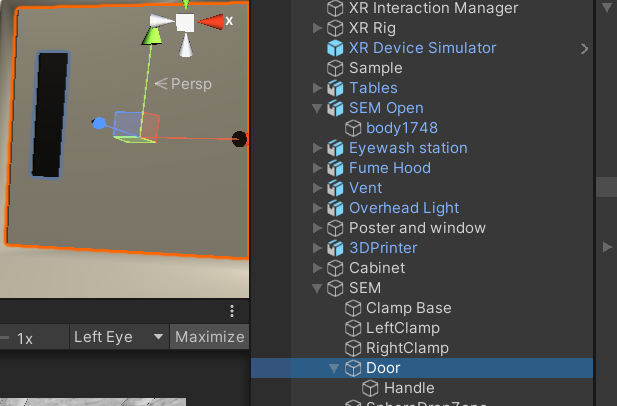 x
Persp
1x
Left Eye
Maximize
XR Interaction Manager
XR Rig
XR Device Simulator
Sample
Tables
SEM Open
body1748
Eyewash station
Fume Hood
Vent
Overhead Light
Poster and window
3DPrinter
Cabinet
SEM
Clamp Base
LeftClamp
RightClamp
Door
Handle
SphereDropZone